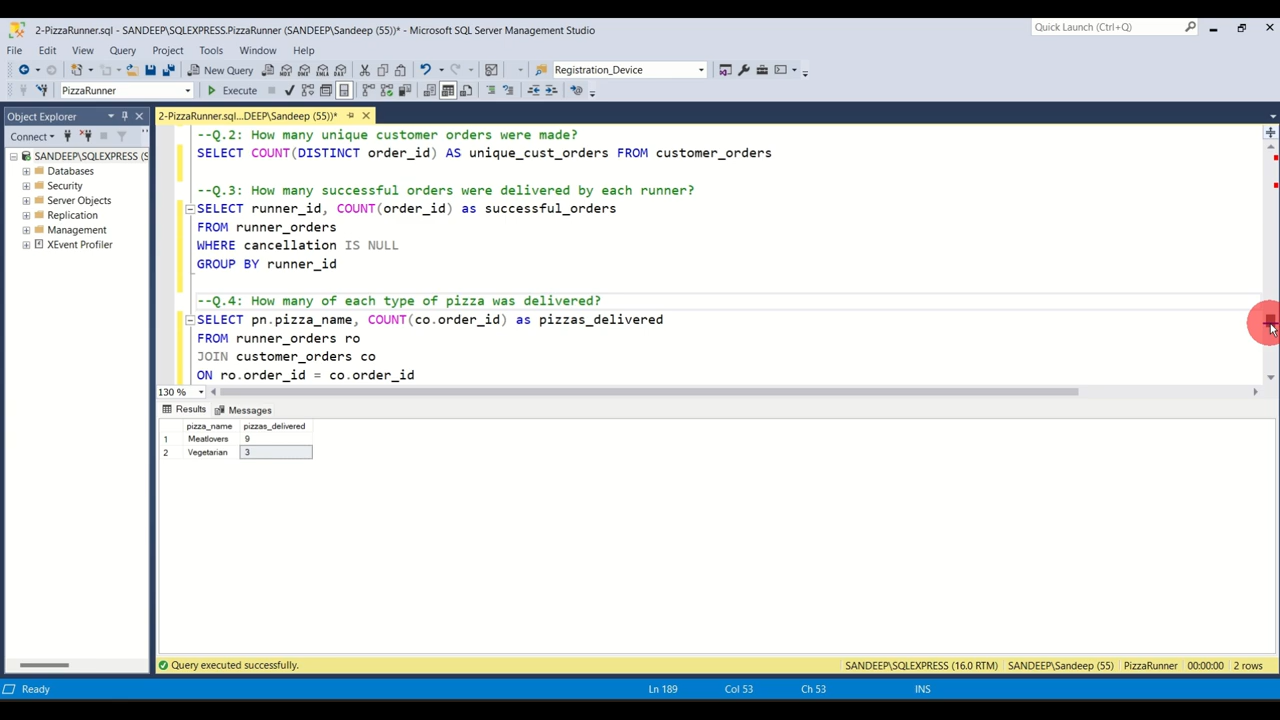 2-PizzaRunner.sql - SANDEEP\SQLEXPRESS.PizzaRunner (SANDEEP\Sandeep (55))* - Microsoft SQL Server Management Studio
Quick Launch (Ctrl+Q)
File Edit View Query Project Tools Window Help
New Query
Registration_Device
PizzaRunner
Execute
Object Explorer
2-PizzaRunner.sql...DEEP\Sandeep (55))*
Connect
SANDEEP\SQLEXPRESS (S
Databases
Security
Server Objects
Replication
Management
XEvent Profiler
--Q.2: How many unique customer orders were made?
SELECT COUNT(DISTINCT order_id) AS unique_cust_orders FROM customer_orders
--Q.3: How many successful orders were delivered by each runner?
SELECT runner_id, COUNT(order_id) as successful_orders
FROM runner_orders
WHERE cancellation IS NULL
GROUP BY runner_id
--Q.4: How many of each type of pizza was delivered?
SELECT pn.pizza_name, COUNT(co.order_id) as pizzas_delivered
FROM runner_orders ro
JOIN customer_orders co
ON ro.order_id = co.order_id
130 %
Results Messages
pizza_name pizzas_delivered
1 Meatlovers 9
2 Vegetarian 3
Query executed successfully.
SANDEEP\SQLEXPRESS (16.0 RTM) SANDEEP\Sandeep (55) PizzaRunner 00:00:00 2 rows
Ready
Ln 189 Col 53 Ch 53 INS